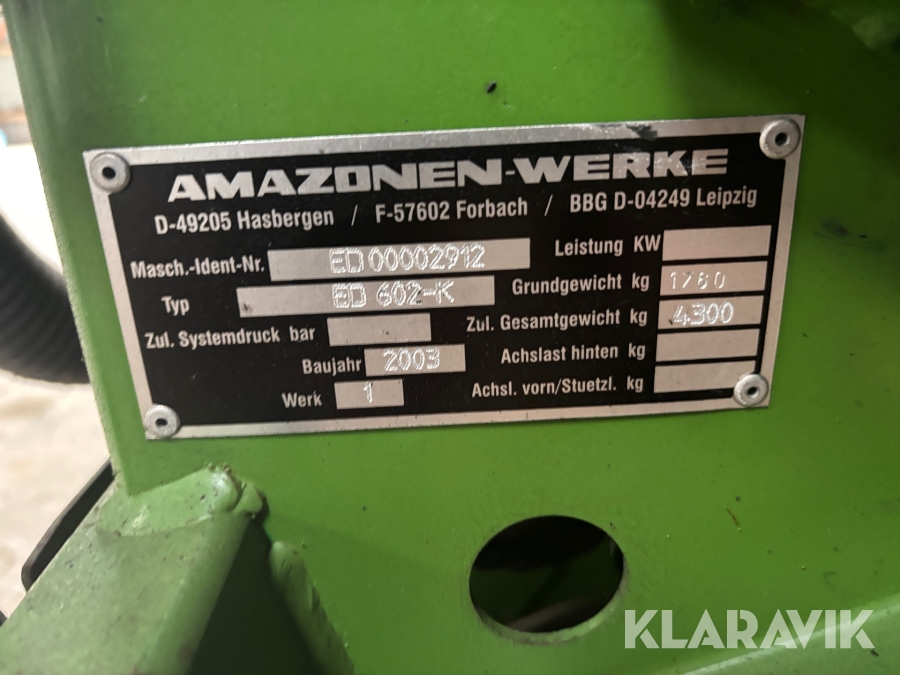 AMAZONEN-WERKE
D-49205 Hasbergen / F-57602 Forbach / BBG D-04249 Leipzig
Masch.-Ident-Nr. ED00002912
Typ ED 602-K
Zul. Systemdruck bar
Baujahr 2003
Werk 1
Leistung KW
Grundgewicht kg 1760
Zul. Gesamtgewicht kg 4300
Achslast hinten kg
Achsl. vorn/Stuetzl. kg
KLARAVIK